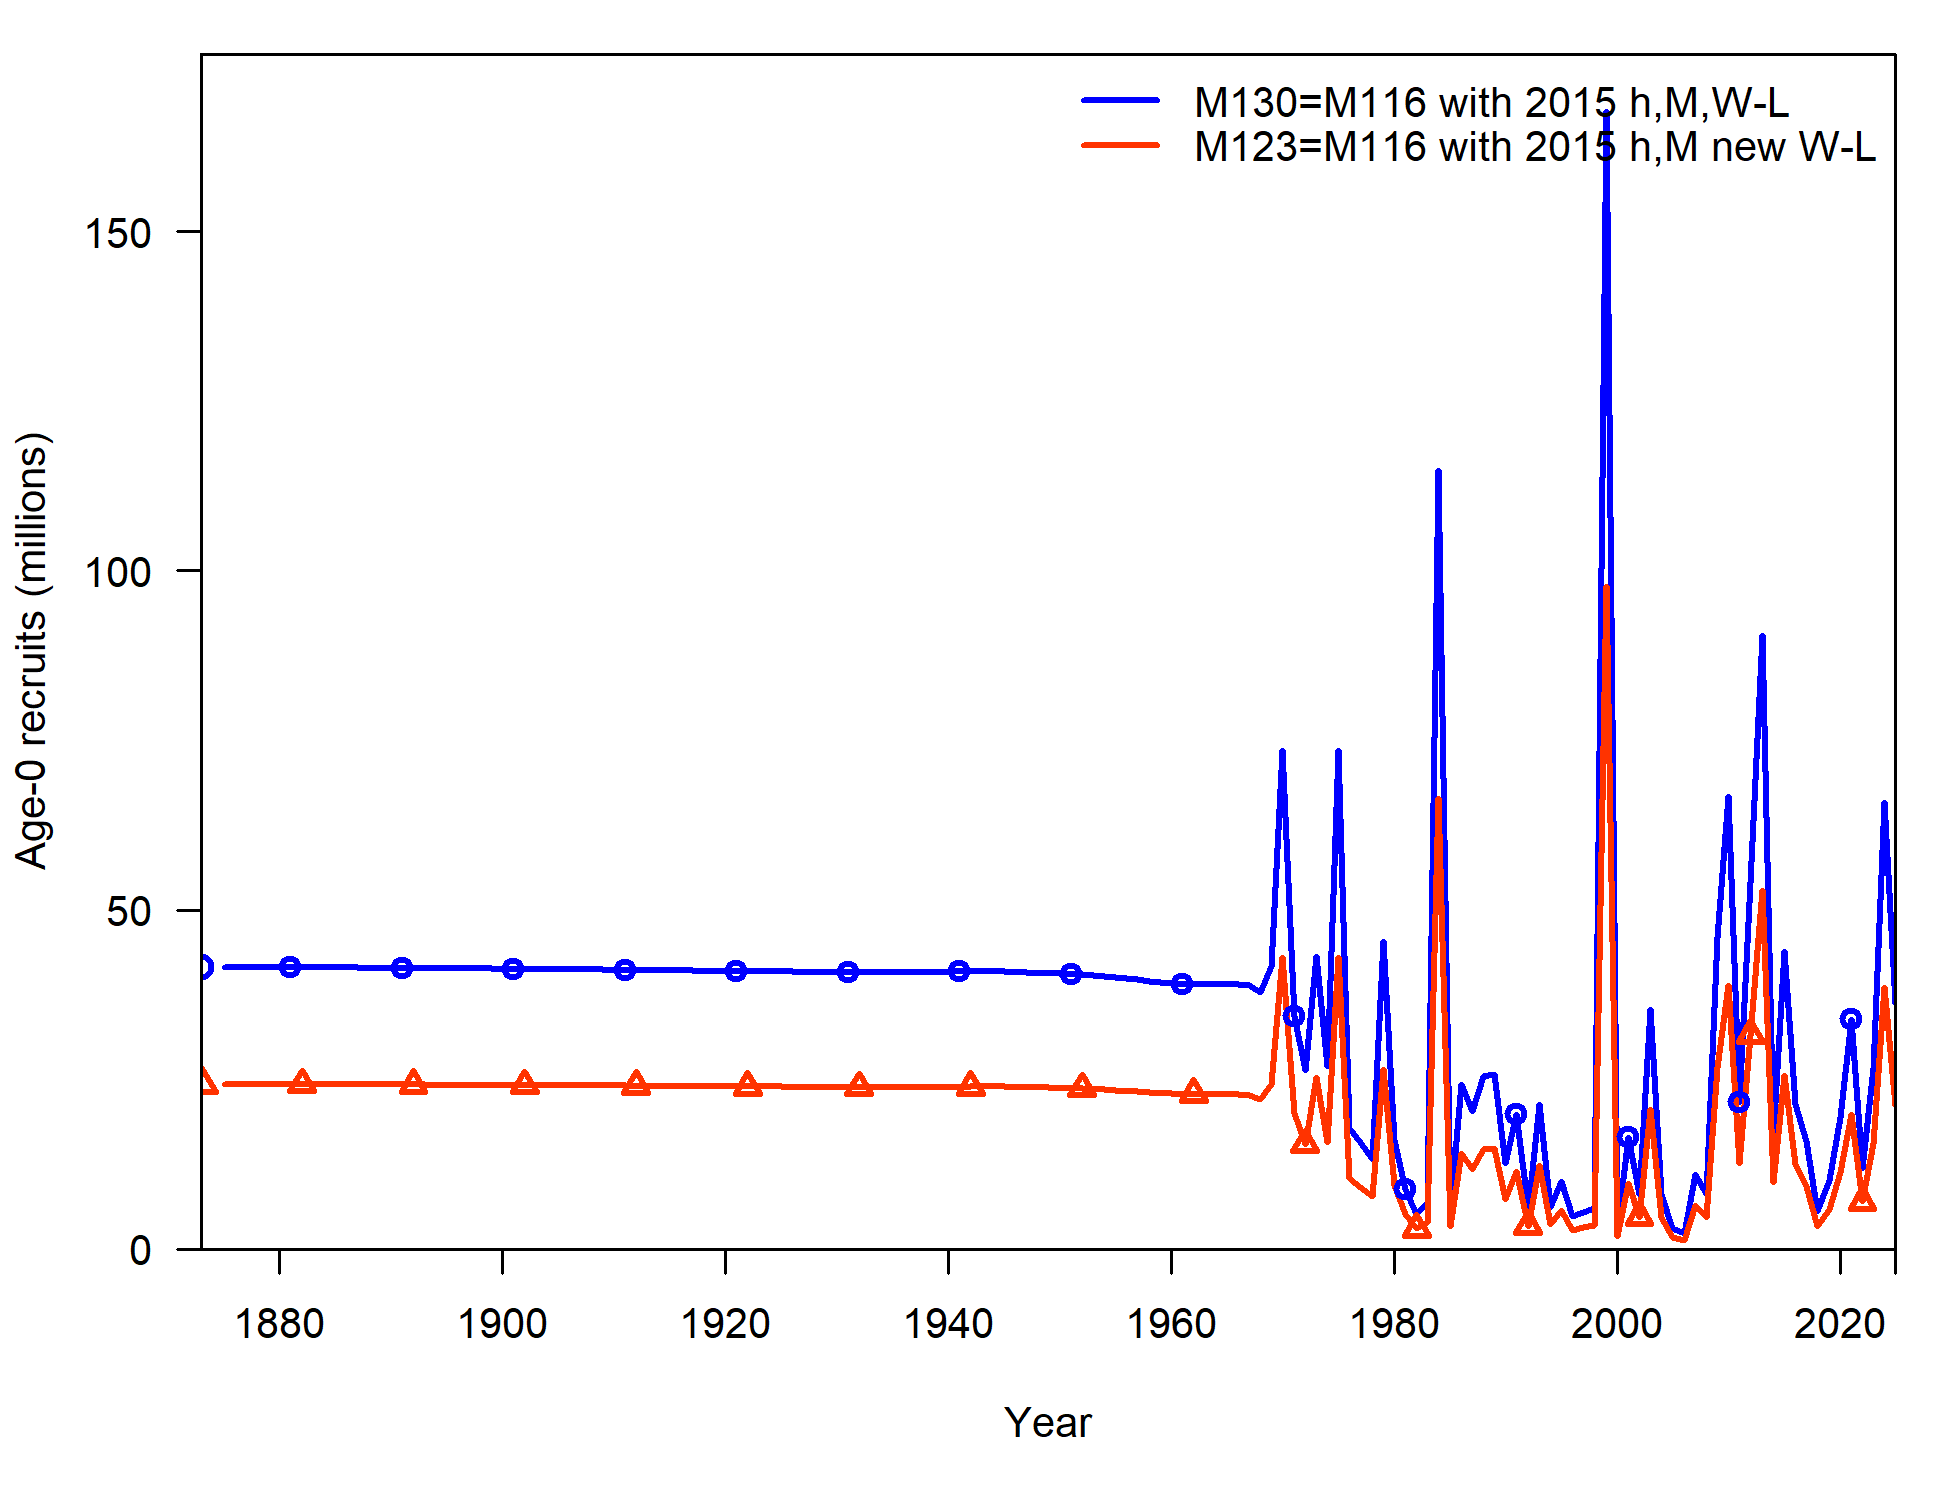 M130=M116 with 2015 h,M,W-L
M123=M116 with 2015 h,M new W-L
Age-0 recruits (millions)
150
100
50
0
1880 1900 1920 1940 1960 1980 2000 2020
Year